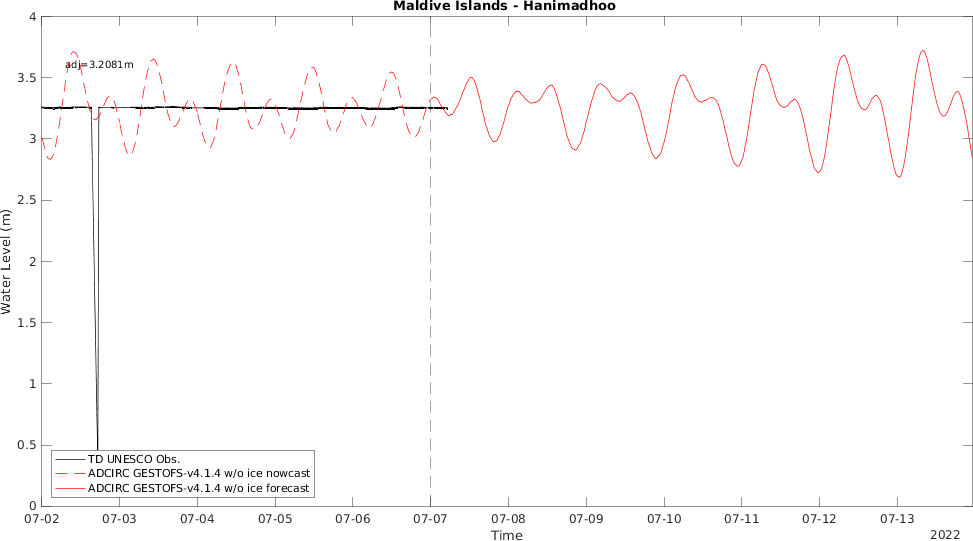 Maldive Islands - Hanimadhoo
4
adj=3.2081m
3.5
3
2.5
2
1.5
1
0.5
0
Water Level (m)
TD UNESCO Obs.
ADCIRC GESTOFS-v4.1.4 w/o ice nowcast
ADCIRC GESTOFS-v4.1.4 w/o ice forecast
07-02 07-03 07-04 07-05 07-06 07-07 07-08 07-09 07-10 07-11 07-12 07-13
Time
2022